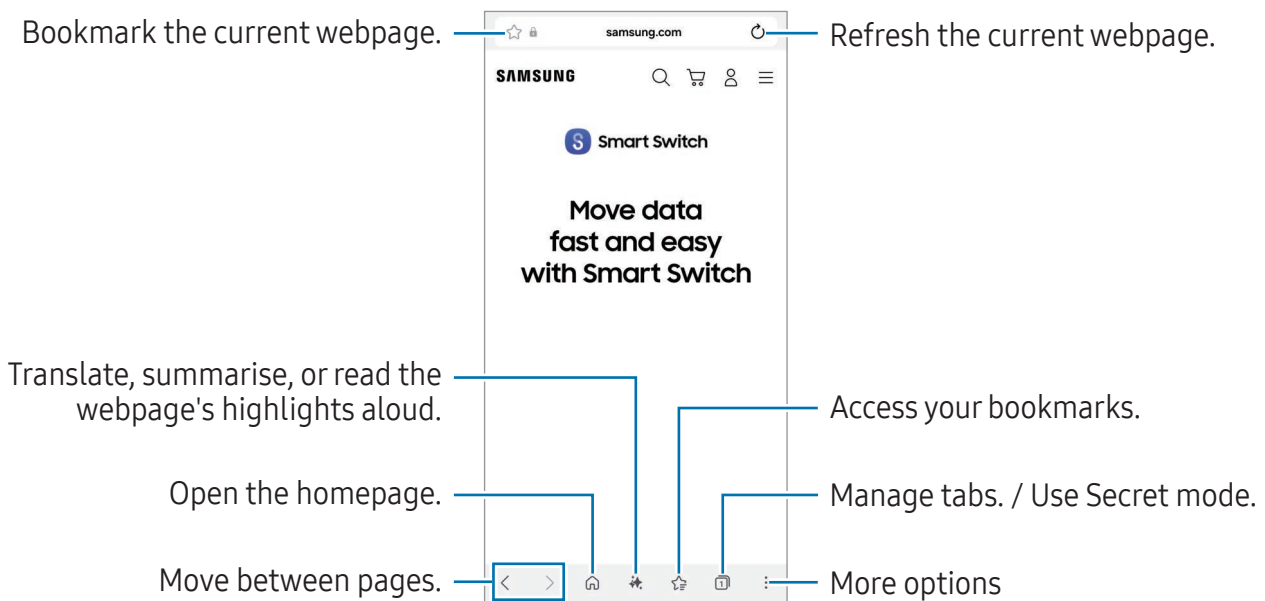 Bookmark the current webpage.
samsung.com
Refresh the current webpage.
SAMSUNG
S Smart Switch
Move data
fast and easy
with Smart Switch
Translate, summarise, or read the
webpage's highlights aloud.
Access your bookmarks.
Open the homepage.
Manage tabs. / Use Secret mode.
Move between pages.
1
More options